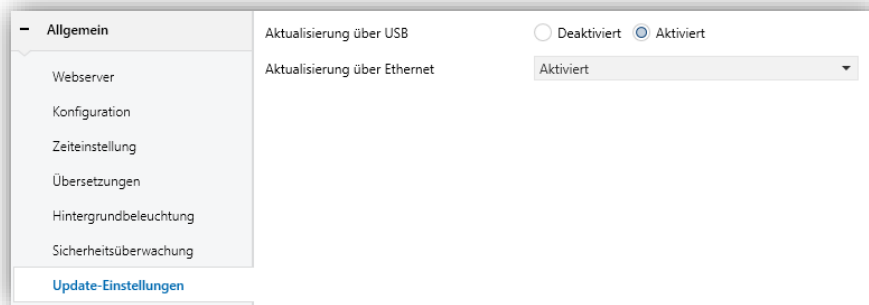 Allgemein
Webserver
Konfiguration
Zeiteinstellung
Übersetzungen
Hintergrundbeleuchtung
Sicherheitsüberwachung
Update-Einstellungen
Aktualisierung über USB Deaktiviert Aktiviert
Aktualisierung über Ethernet Aktiviert